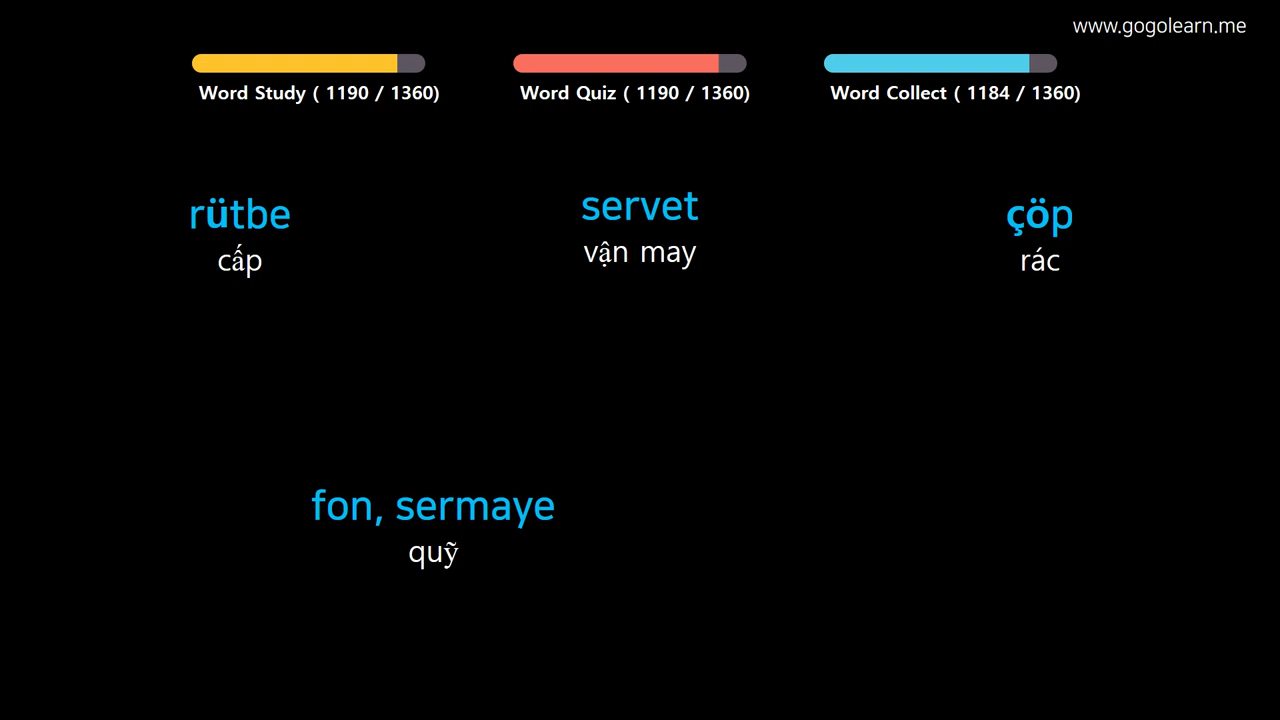 www.gogolearn.me
Word Study ( 1190 / 1360)
Word Quiz ( 1190 / 1360)
Word Collect ( 1184 / 1360)
rütbe
cấp
servet
vận may
çöp
rác
fon, sermaye
quỹ